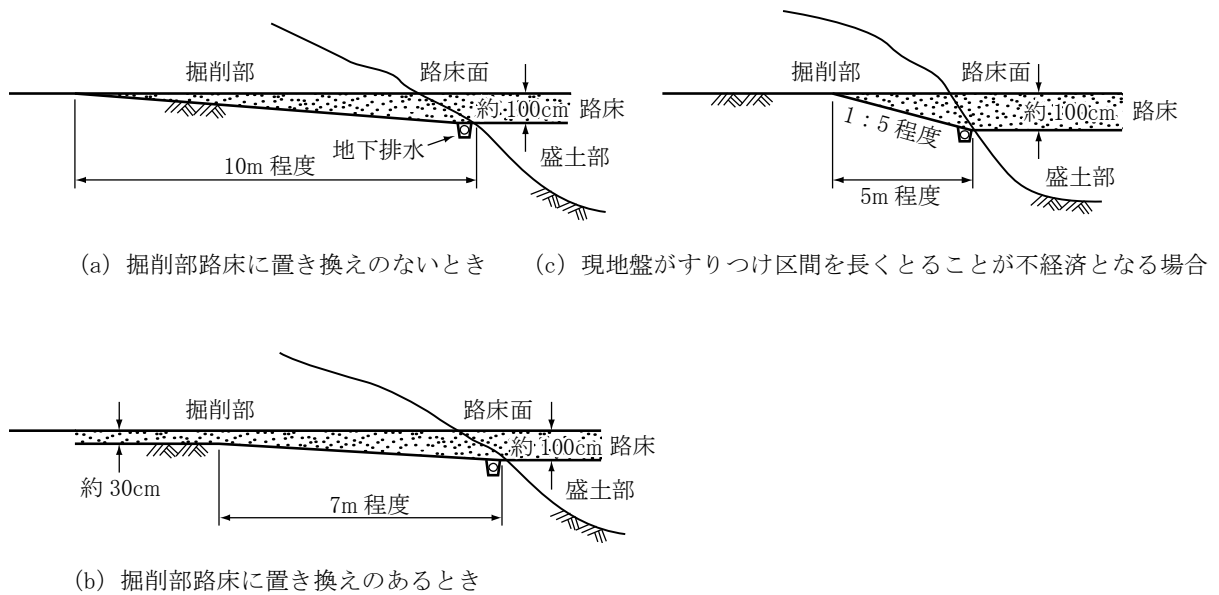 掘削部
路床面
約100cm
路床
地下排水
盛土部
10m 程度
(a) 掘削部路床に置き換えのないとき
掘削部
路床面
約100cm
路床
1:5 程度
盛土部
5m 程度
(c) 現地盤がすりつけ区間を長くとることが不経済となる場合
掘削部
路床面
約100cm
路床
約 30cm
盛土部
7m 程度
(b) 掘削部路床に置き換えのあるとき